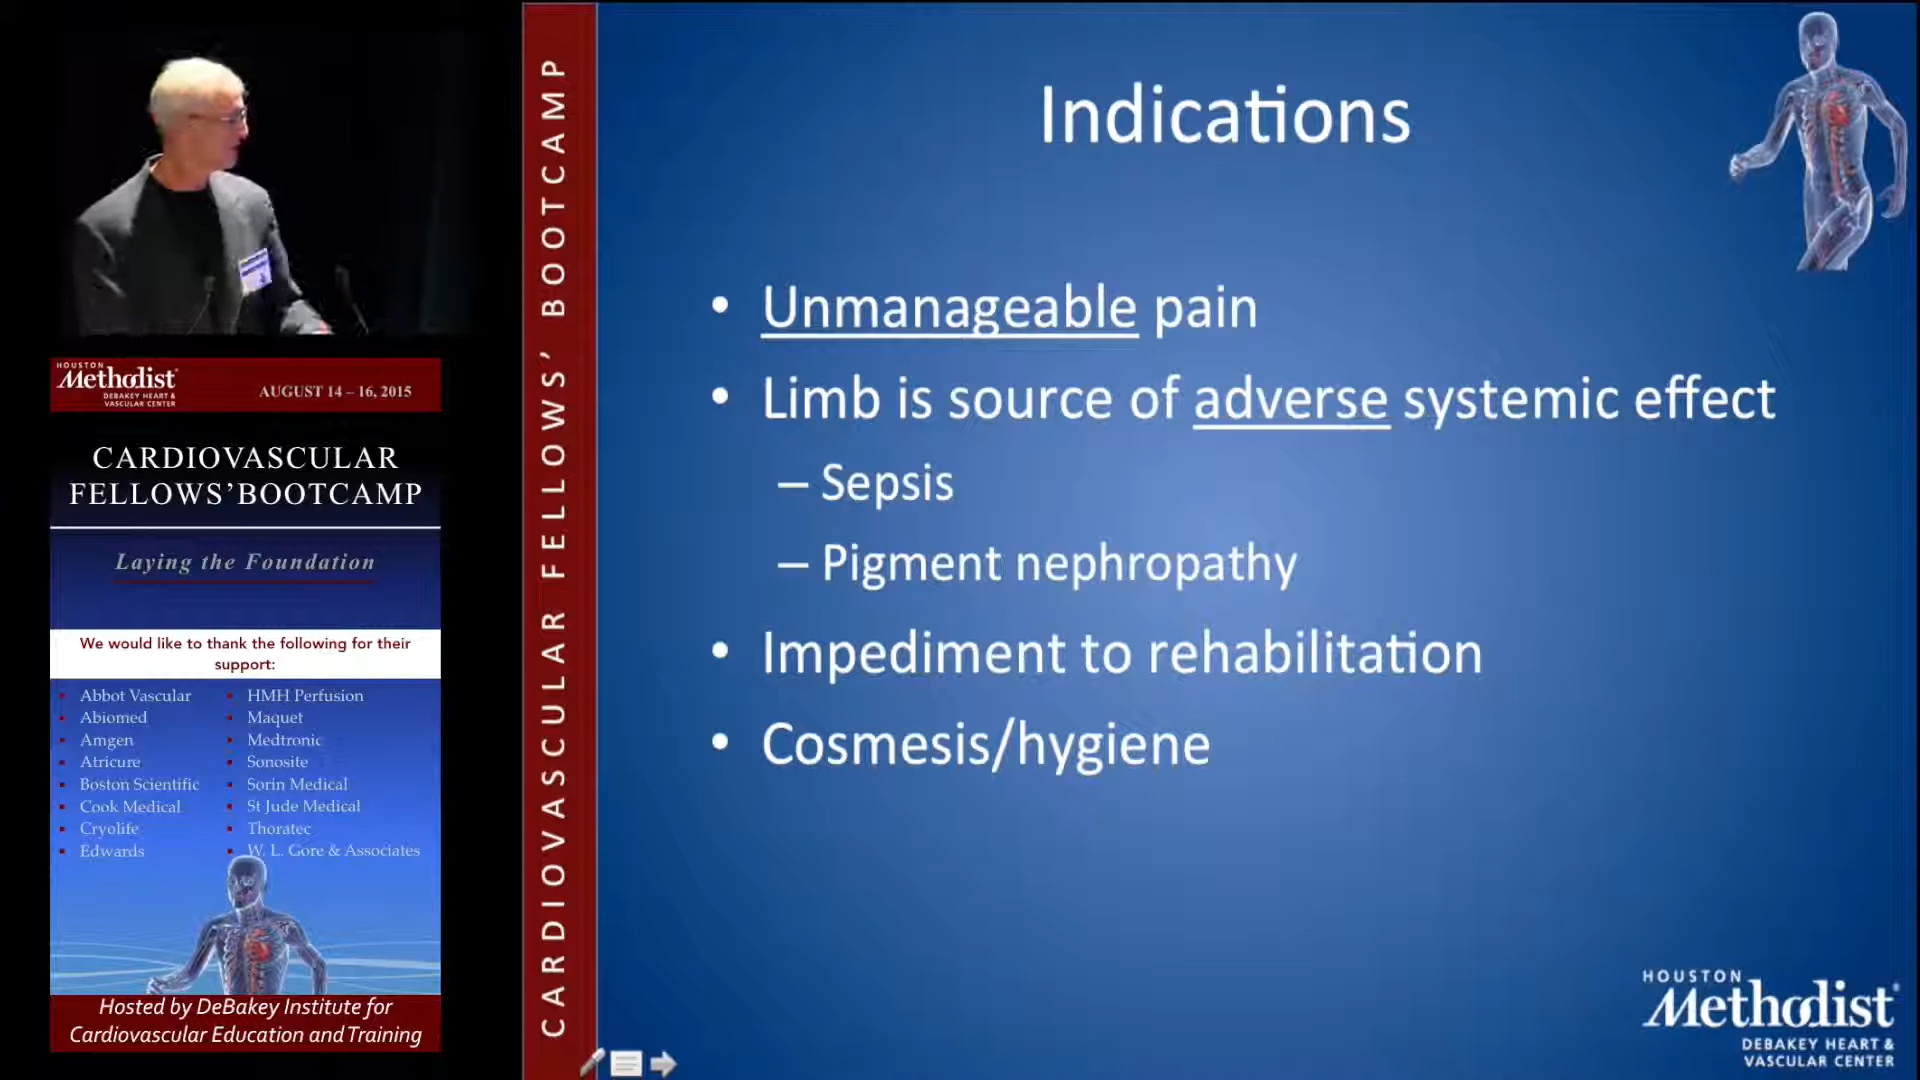 HOUSTON
Methodist
DEBAKEY HEART &
VASCULAR CENTER
AUGUST 14 – 16, 2015
CARDIOVASCULAR
FELLOWS’BOOTCAMP
Laying the Foundation
We would like to thank the following for their
support:
Abbot Vascular
Abiomed
Amgen
Atricure
Boston Scientific
Cook Medical
Cryolife
Edwards
HMH Perfusion
Maquet
Medtronic
Sonosite
Sorin Medical
St Jude Medical
Thoratec
W. L. Gore & Associates
Hosted by DeBakey Institute for
Cardiovascular Education and Training
CARDIOVASCULAR FELLOWS’ BOOTCAMP
Indications
• Unmanageable pain
• Limb is source of adverse systemic effect
– Sepsis
– Pigment nephropathy
• Impediment to rehabilitation
• Cosmesis/hygiene
HOUSTON
Methodist
DEBAKEY HEART &
VASCULAR CENTER